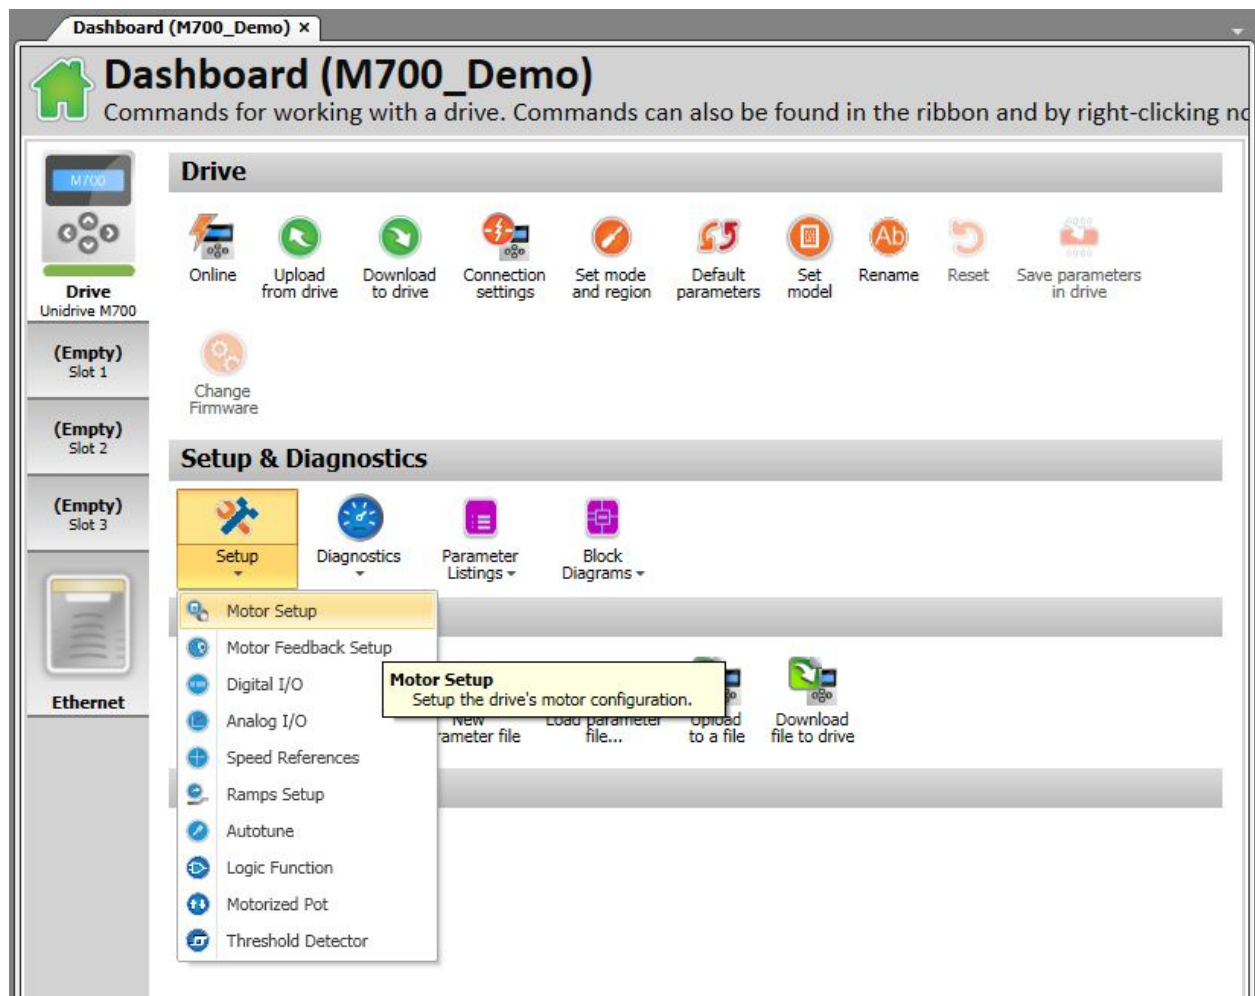 Dashboard (M700_Demo) ×
Dashboard (M700_Demo)
Commands for working with a drive. Commands can also be found in the ribbon and by right-clicking no
M700
Drive
Unidrive M700
(Empty)
Slot 1
(Empty)
Slot 2
(Empty)
Slot 3
Ethernet
Drive
Online
Upload
from drive
Download
to drive
Connection
settings
Set mode
and region
Default
parameters
Set
model
Ab
Rename
Reset
Save parameters
in drive
Change
Firmware
Setup & Diagnostics
Setup
Diagnostics
Parameter
Listings
Block
Diagrams
Motor Setup
Motor Feedback Setup
Digital I/O
Analog I/O
Speed References
Ramps Setup
Autotune
Logic Function
Motorized Pot
Threshold Detector
Motor Setup
Setup the drive's motor configuration.
New
rameter file
Load parameter
file...
Upload
to a file
Download
file to drive